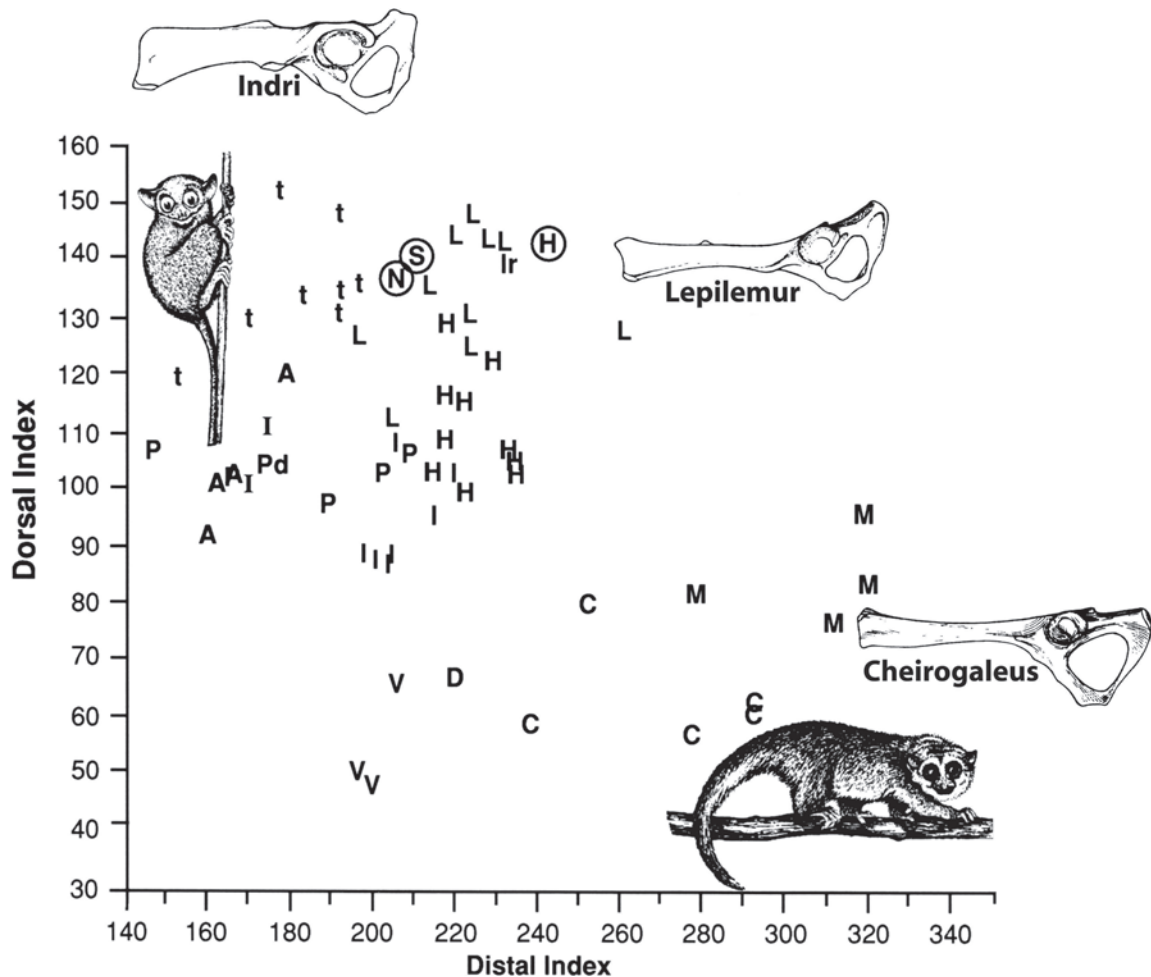 Indri
160
150
140
130
120
110
100
90
80
70
60
50
40
30
Dorsal Index
t
t
L
L L L
H
Ir
S
N
t
t
t
L
t
t
L
H
L
L
L
H
t
A
H
H
L
I
I
H
P
P
H
Pd
P
H
I
H
H
A
A
I
P
H
A
I
M
I
I
I
I
C
M
M
M
V
D
C
C
C
C
V
V
Lepilemur
Cheirogaleus
140 160 180 200 220 240 260 280 300 320 340
Distal Index